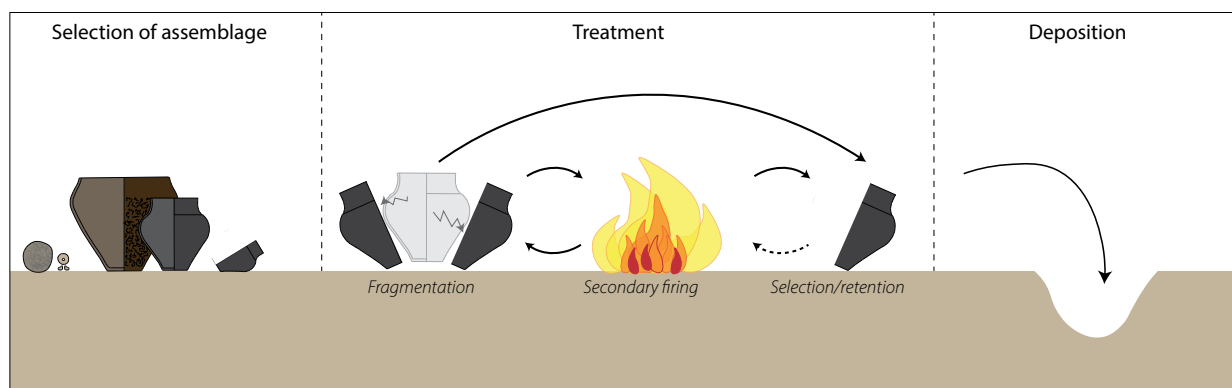 Selection of assemblage
Treatment
Deposition
Fragmentation
Secondary firing
Selection/retention